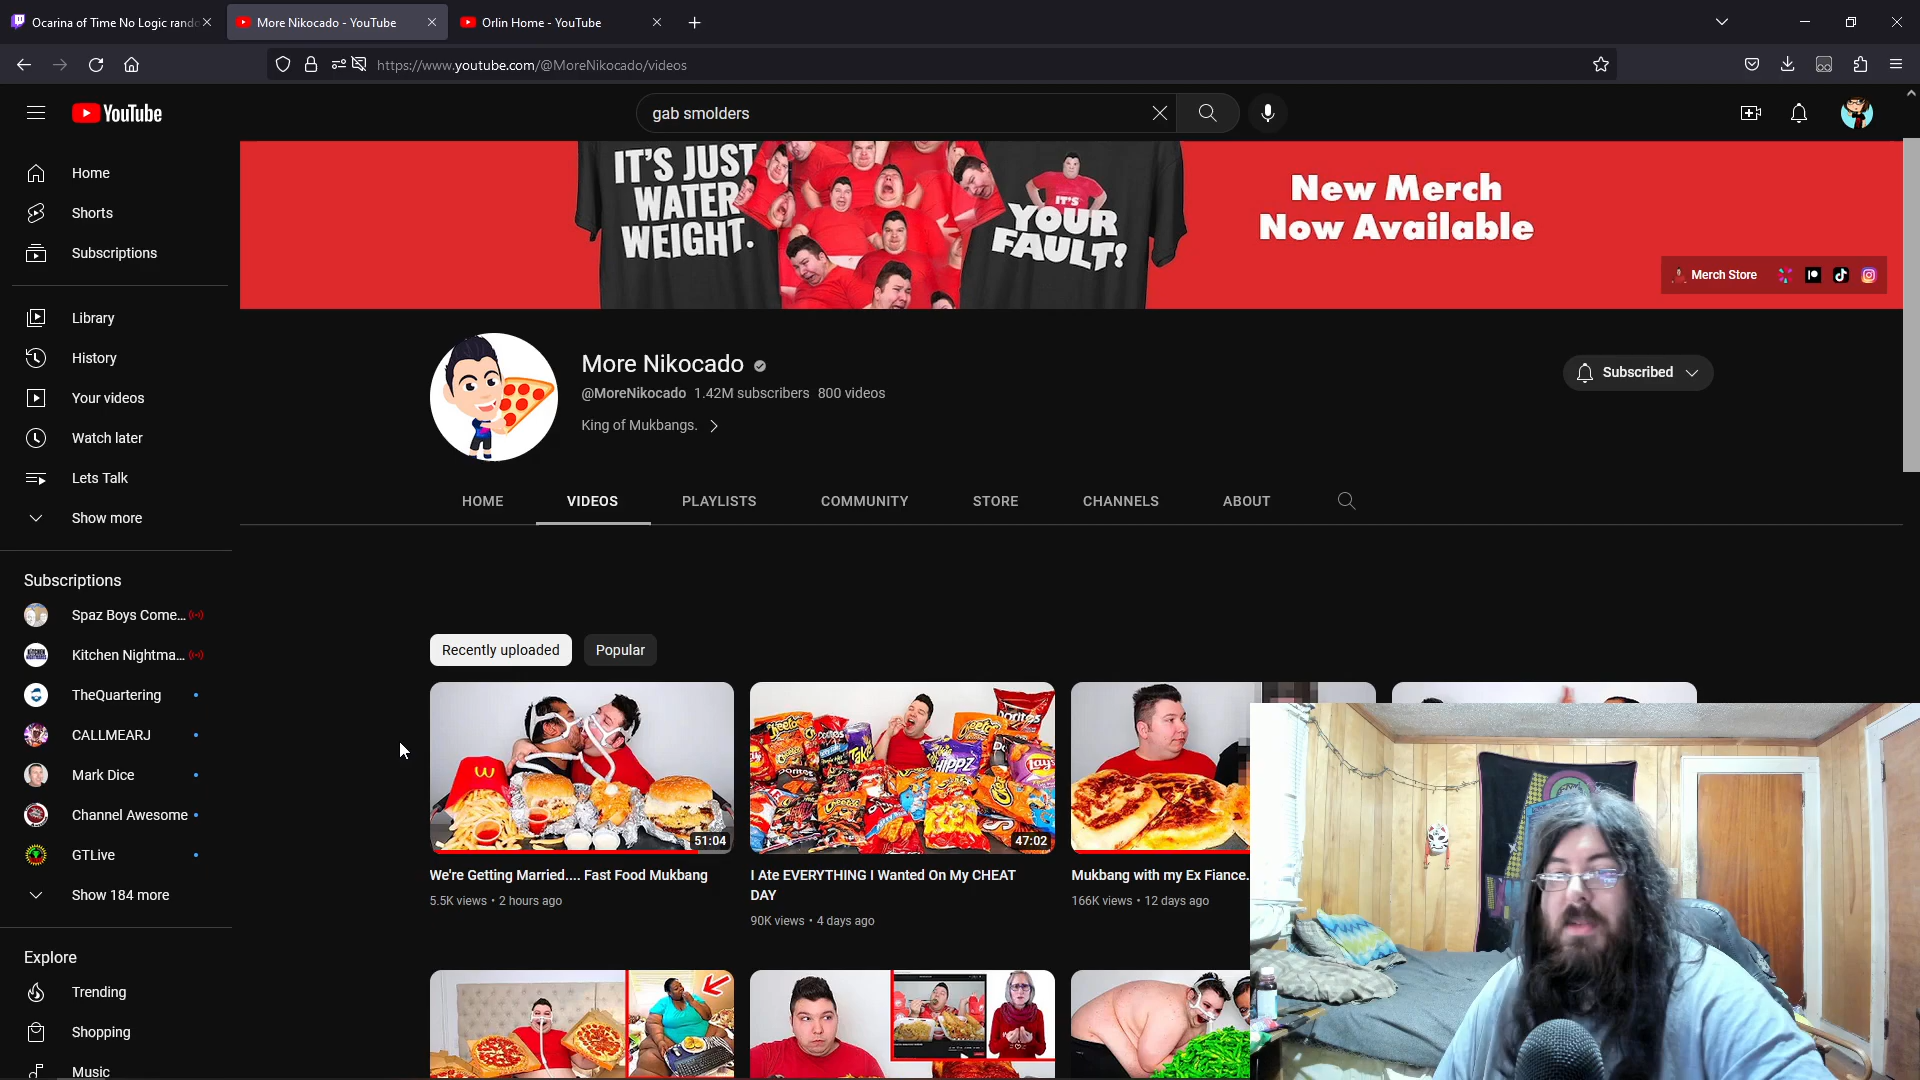 Ocarina of Time No Logic rando
More Nikocado - YouTube
Orlin Home - YouTube
https://www.youtube.com/@MoreNikocado/videos
YouTube
gab smolders
Home
Shorts
Subscriptions
Library
History
Your videos
Watch later
Lets Talk
Show more
Subscriptions
Spaz Boys Come...
Kitchen Nightma...
TheQuartering
CALLMEARJ
Mark Dice
Channel Awesome
GTLive
Show 184 more
Explore
Trending
Shopping
Music
IT'S JUST
WATER
WEIGHT.
IT'S
YOUR
FAULT!
New Merch
Now Available
Merch Store
More Nikocado
@MoreNikocado 1.42M subscribers 800 videos
King of Mukbangs.
Subscribed
HOME VIDEOS PLAYLISTS COMMUNITY STORE CHANNELS ABOUT
Recently uploaded Popular
51:04
We're Getting Married.... Fast Food Mukbang
5.5K views • 2 hours ago
Doritos
Lay's
47:02
I Ate EVERYTHING I Wanted On My CHEAT
DAY
90K views • 4 days ago
Mukbang with my Ex Fiance.
166K views • 12 days ago